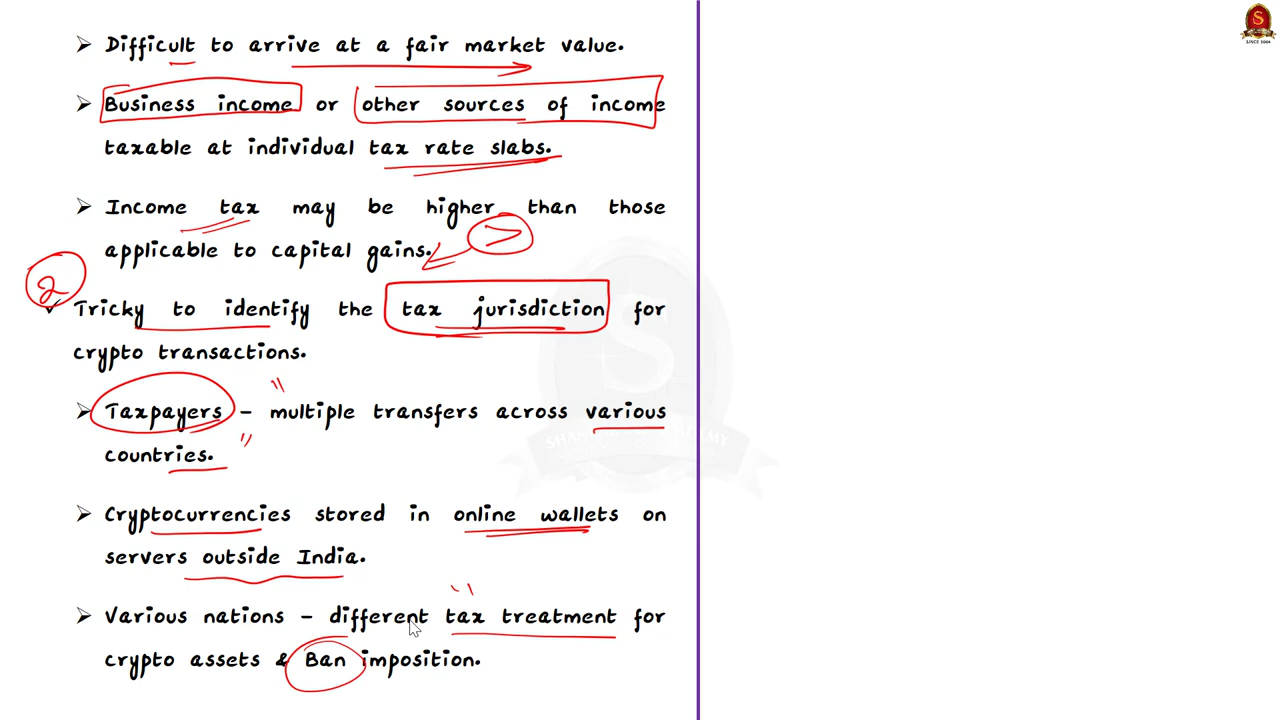 ➢ Difficult to arrive at a fair market value.
➢ Business income or other sources of income
taxable at individual tax rate slabs.
➢ Income tax may be higher than those
applicable to capital gains.
>
2
✓ Tricky to identify the tax jurisdiction for
crypto transactions.
➢ Taxpayers – multiple transfers across various
countries.
➢ Cryptocurrencies stored in online wallets on
servers outside India.
➢ Various nations – different tax treatment for
crypto assets & Ban imposition.
S
SINCE 2004